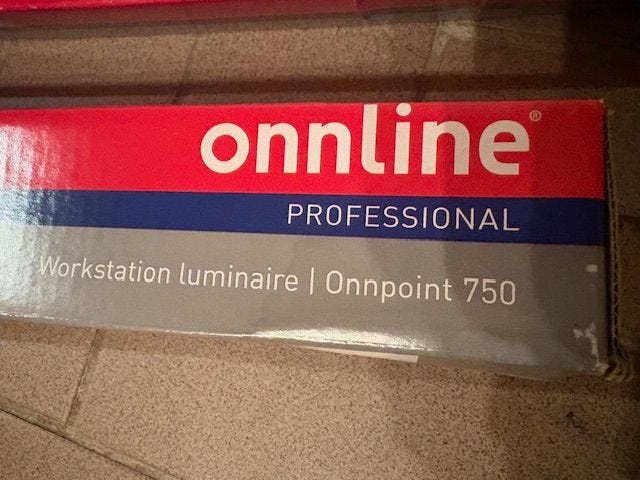 onnline®
PROFESSIONAL
Workstation luminaire | Onnpoint 750